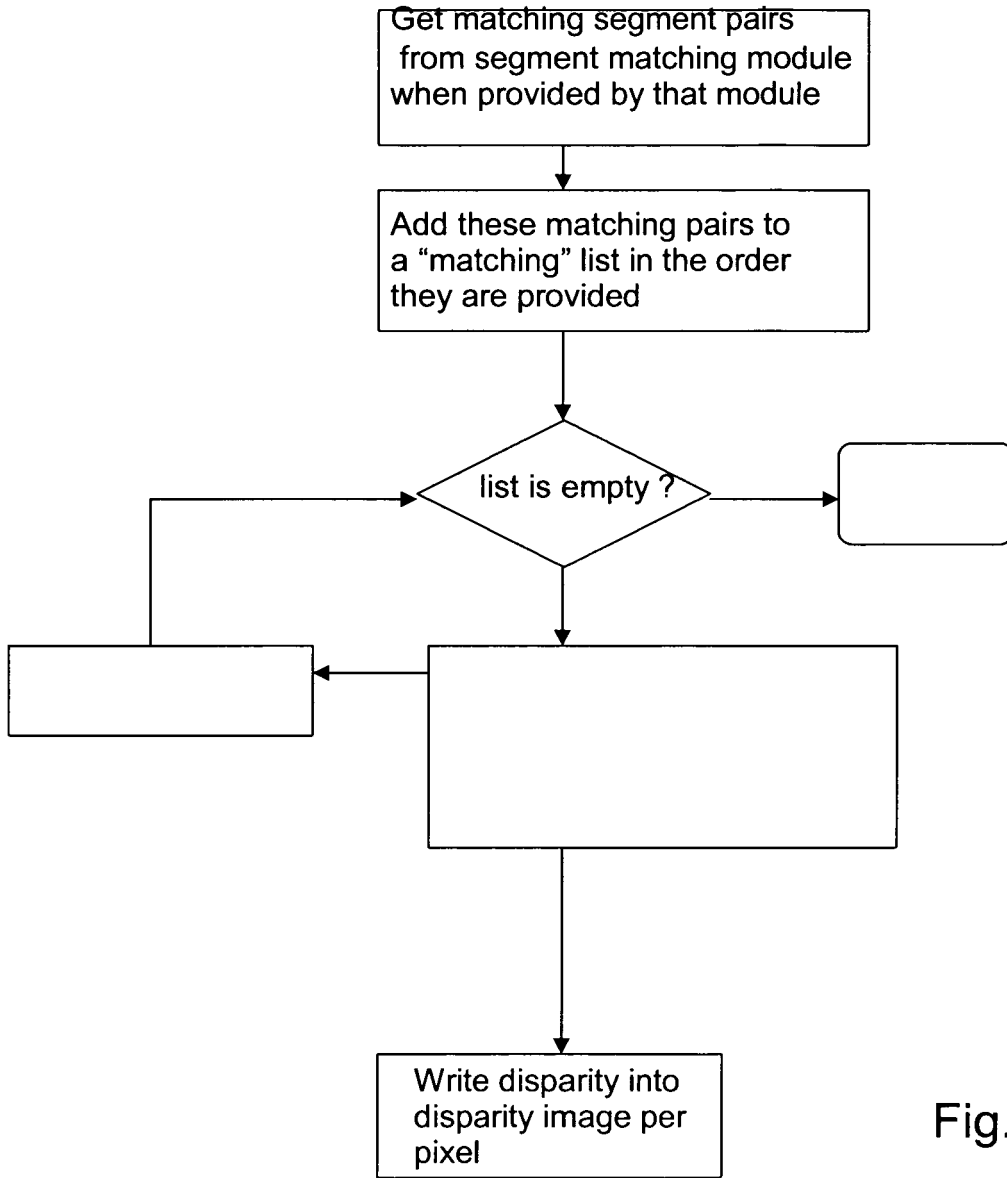 Get matching segment pairs
from segment matching module
when provided by that module
Add these matching pairs to
a “matching” list in the order
they are provided
list is empty ?
Write disparity into
disparity image per
pixel
Fig.